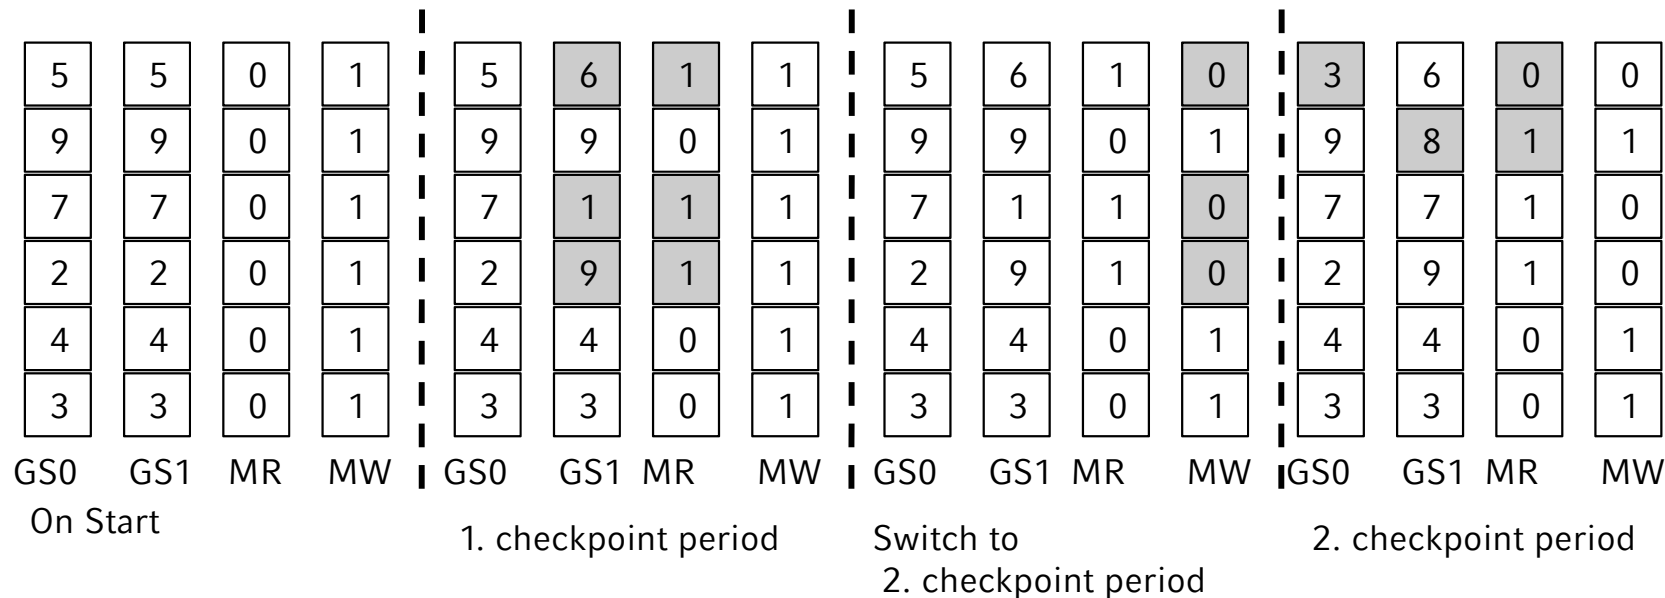 5 5 0 1 5 6 1 1 5 6 1 0 3 6 0 0
9 9 0 1 9 9 0 1 9 9 0 1 9 8 1 1
7 7 0 1 7 1 1 1 7 1 1 0 7 7 1 0
2 2 0 1 2 9 1 1 2 9 1 0 2 9 1 0
4 4 0 1 4 4 0 1 4 4 0 1 4 4 0 1
3 3 0 1 3 3 0 1 3 3 0 1 3 3 0 1
GS0 GS1 MR MW GS0 GS1 MR MW GS0 GS1 MR MW GS0 GS1 MR MW
On Start
1. checkpoint period
Switch to
2. checkpoint period
2. checkpoint period